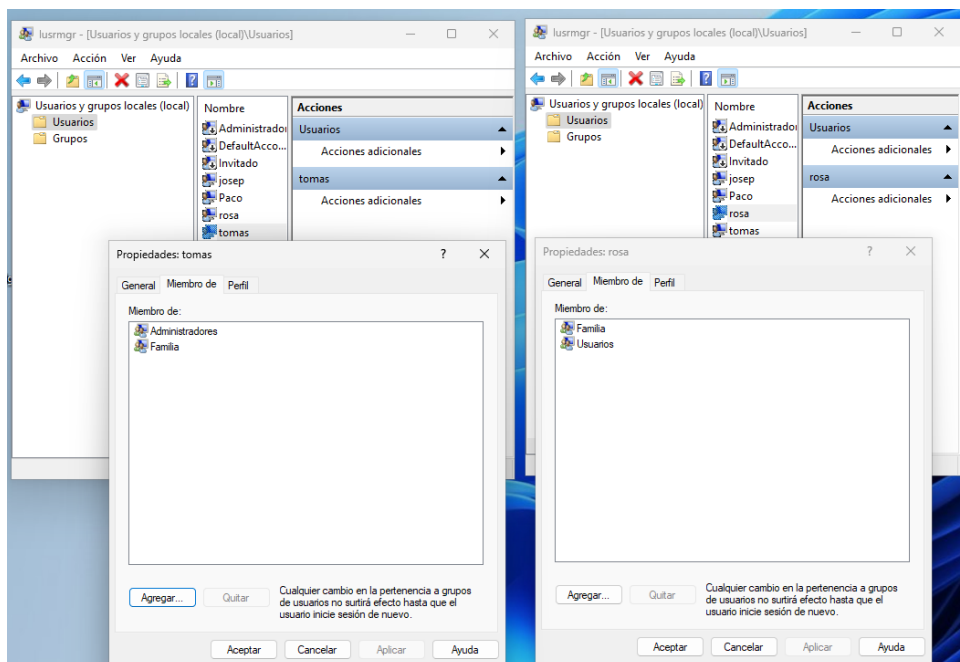 lusrmgr - [Usuarios y grupos locales (local)\Usuarios]
Archivo Acción Ver Ayuda
Usuarios y grupos locales (local)
Usuarios
Grupos
Nombre
Administrador
DefaultAcco...
Invitado
josep
Paco
rosa
tomas
Acciones
Usuarios
Acciones adicionales
tomas
Acciones adicionales
Propiedades: tomas
?
General Miembro de Perfil
Miembro de:
Administradores
Familia
Agregar... Quitar
Cualquier cambio en la pertenencia a grupos
de usuarios no surtirá efecto hasta que el
usuario inicie sesión de nuevo.
Aceptar Cancelar Aplicar Ayuda
lusrmgr - [Usuarios y grupos locales (local)\Usuarios]
Archivo Acción Ver Ayuda
Usuarios y grupos locales (local)
Usuarios
Grupos
Nombre
Administrador
DefaultAcco...
Invitado
josep
Paco
rosa
tomas
Acciones
Usuarios
Acciones adicionales
rosa
Acciones adicionales
Propiedades: rosa
?
General Miembro de Perfil
Miembro de:
Familia
Usuarios
Agregar... Quitar
Cualquier cambio en la pertenencia a grupos
de usuarios no surtirá efecto hasta que el
usuario inicie sesión de nuevo.
Aceptar Cancelar Aplicar Ayuda